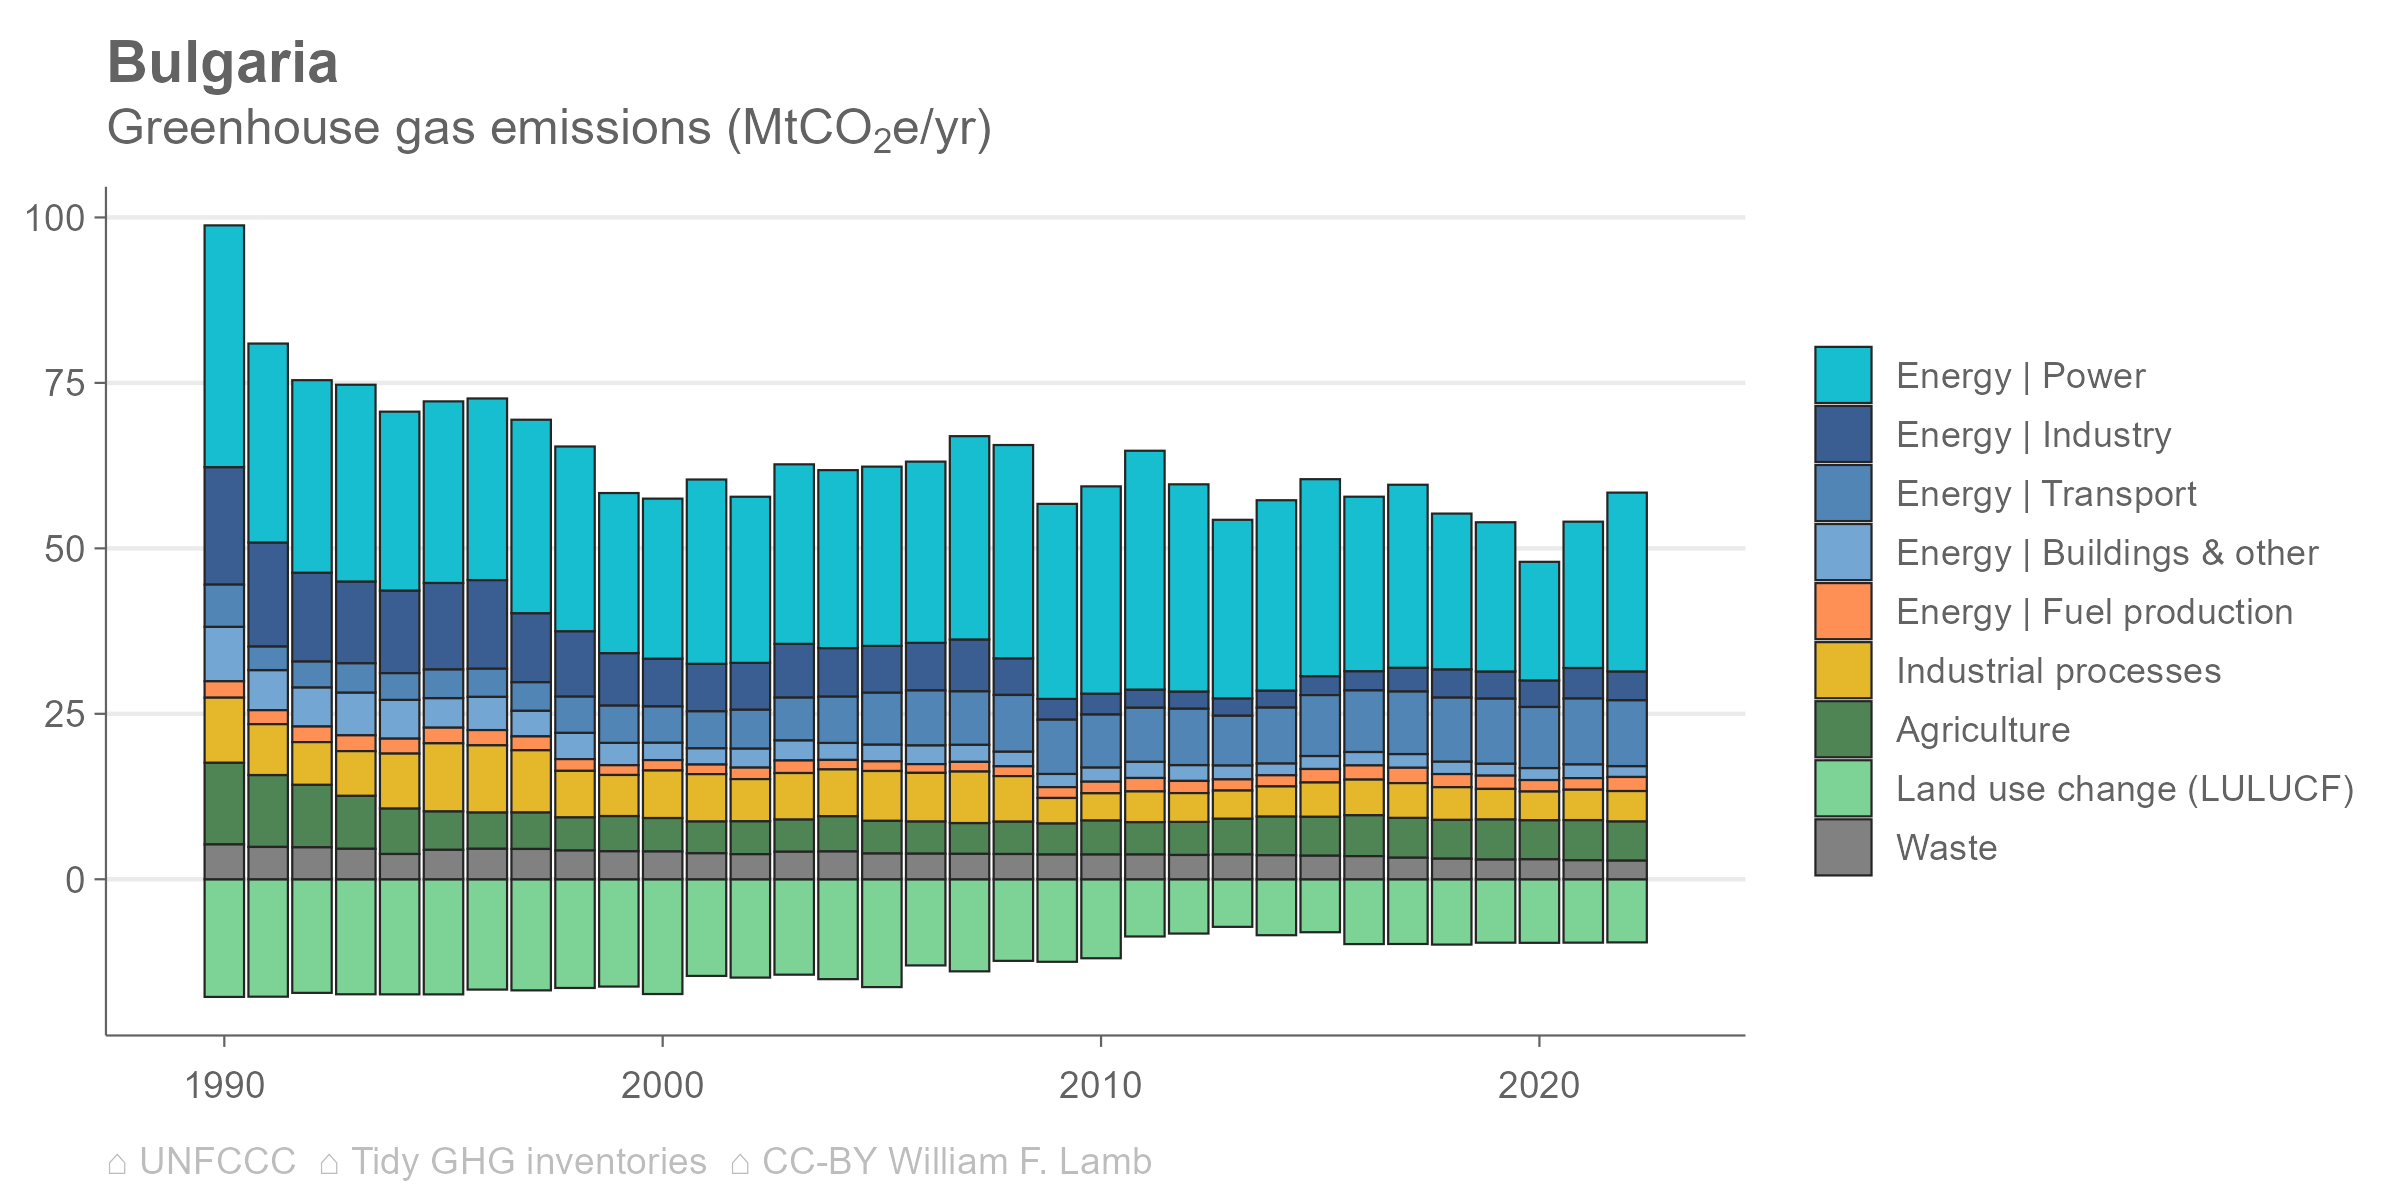 Bulgaria
Greenhouse gas emissions (MtCO₂e/yr)
100
75
50
25
0
1990 2000 2010 2020
Energy | Power
Energy | Industry
Energy | Transport
Energy | Buildings & other
Energy | Fuel production
Industrial processes
Agriculture
Land use change (LULUCF)
Waste
⌂ UNFCCC ⌂ Tidy GHG inventories ⌂ CC-BY William F. Lamb